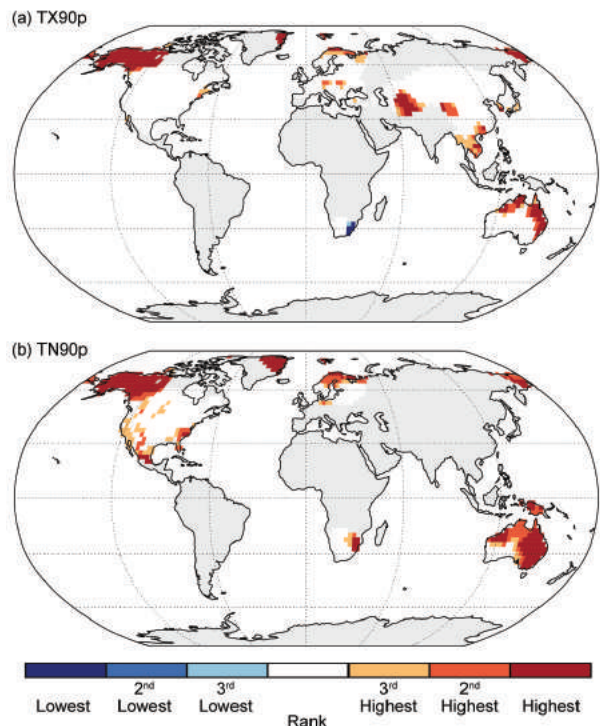 (a) TX90p
(b) TN90p
2nd 3rd 3rd 2nd
Lowest Lowest Lowest Highest Highest Highest
Rank